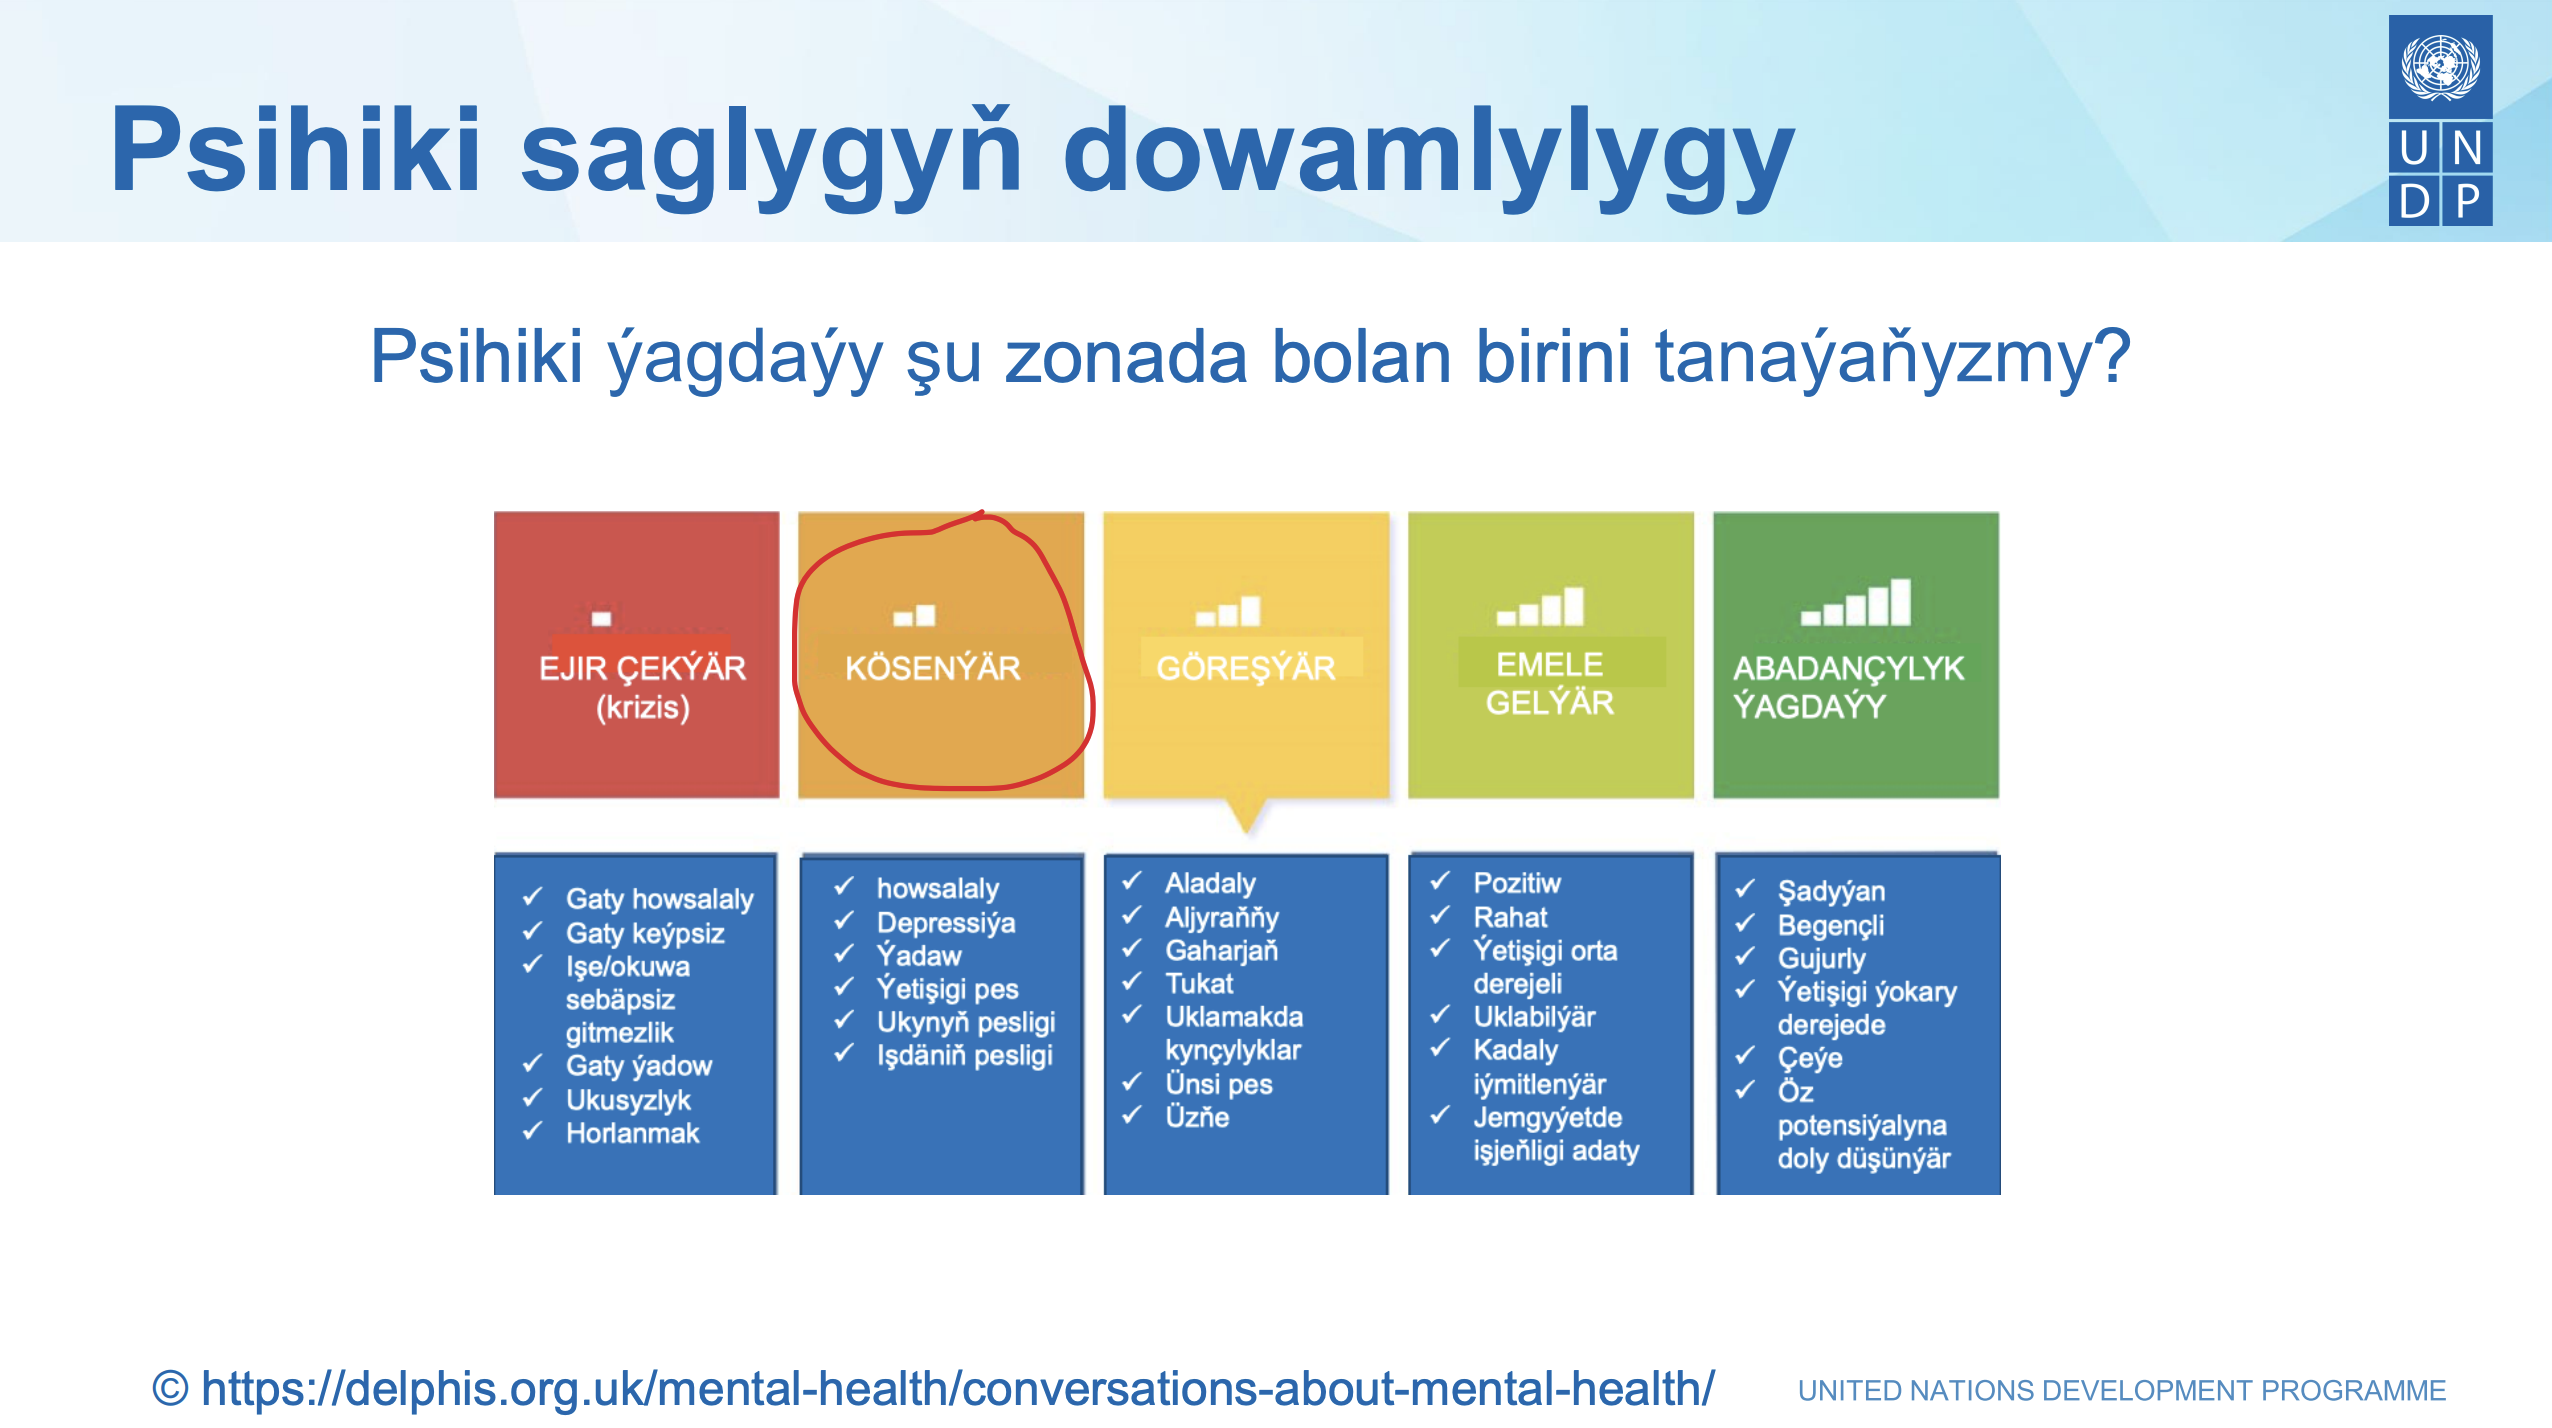 Psihiki saglygyň dowamlylygy
U N
D P
Psihiki ýagdaýy şu zonada bolan birini tanaýaňyzmy?
EJIR ÇEKÝÄR
(krizis)
KÖSENÝÄR
GÖREŞÝÄR
EMELE
GELÝÄR
ABADANÇYLYK
ÝAGDAÝY
✓ Gaty howsalaly
✓ Gaty keýpsiz
✓ Işe/okuwa
sebäpsiz
gitmezlik
✓ Gaty ýadow
✓ Ukusyzlyk
✓ Horlanmak
✓ howsalaly
✓ Depressiýa
✓ Ýadaw
✓ Ýetişigi pes
✓ Ukynyň pesligi
✓ Işdäniň pesligi
✓ Aladaly
✓ Aljyraňňy
✓ Gaharjaň
✓ Tukat
✓ Uklamakda
kynçylyklar
✓ Ünsi pes
✓ Üzňe
✓ Pozitiw
✓ Rahat
✓ Ýetişigi orta
derejeli
✓ Uklabilýär
✓ Kadaly
iýmitlenýär
✓ Jemgyýetde
işjeňligi adaty
✓ Şadyýan
✓ Begençli
✓ Gujurly
✓ Ýetişigi ýokary
derejede
✓ Çeýe
✓ Öz
potensiýalyna
doly düşünýär
© https://delphis.org.uk/mental-health/conversations-about-mental-health/
UNITED NATIONS DEVELOPMENT PROGRAMME